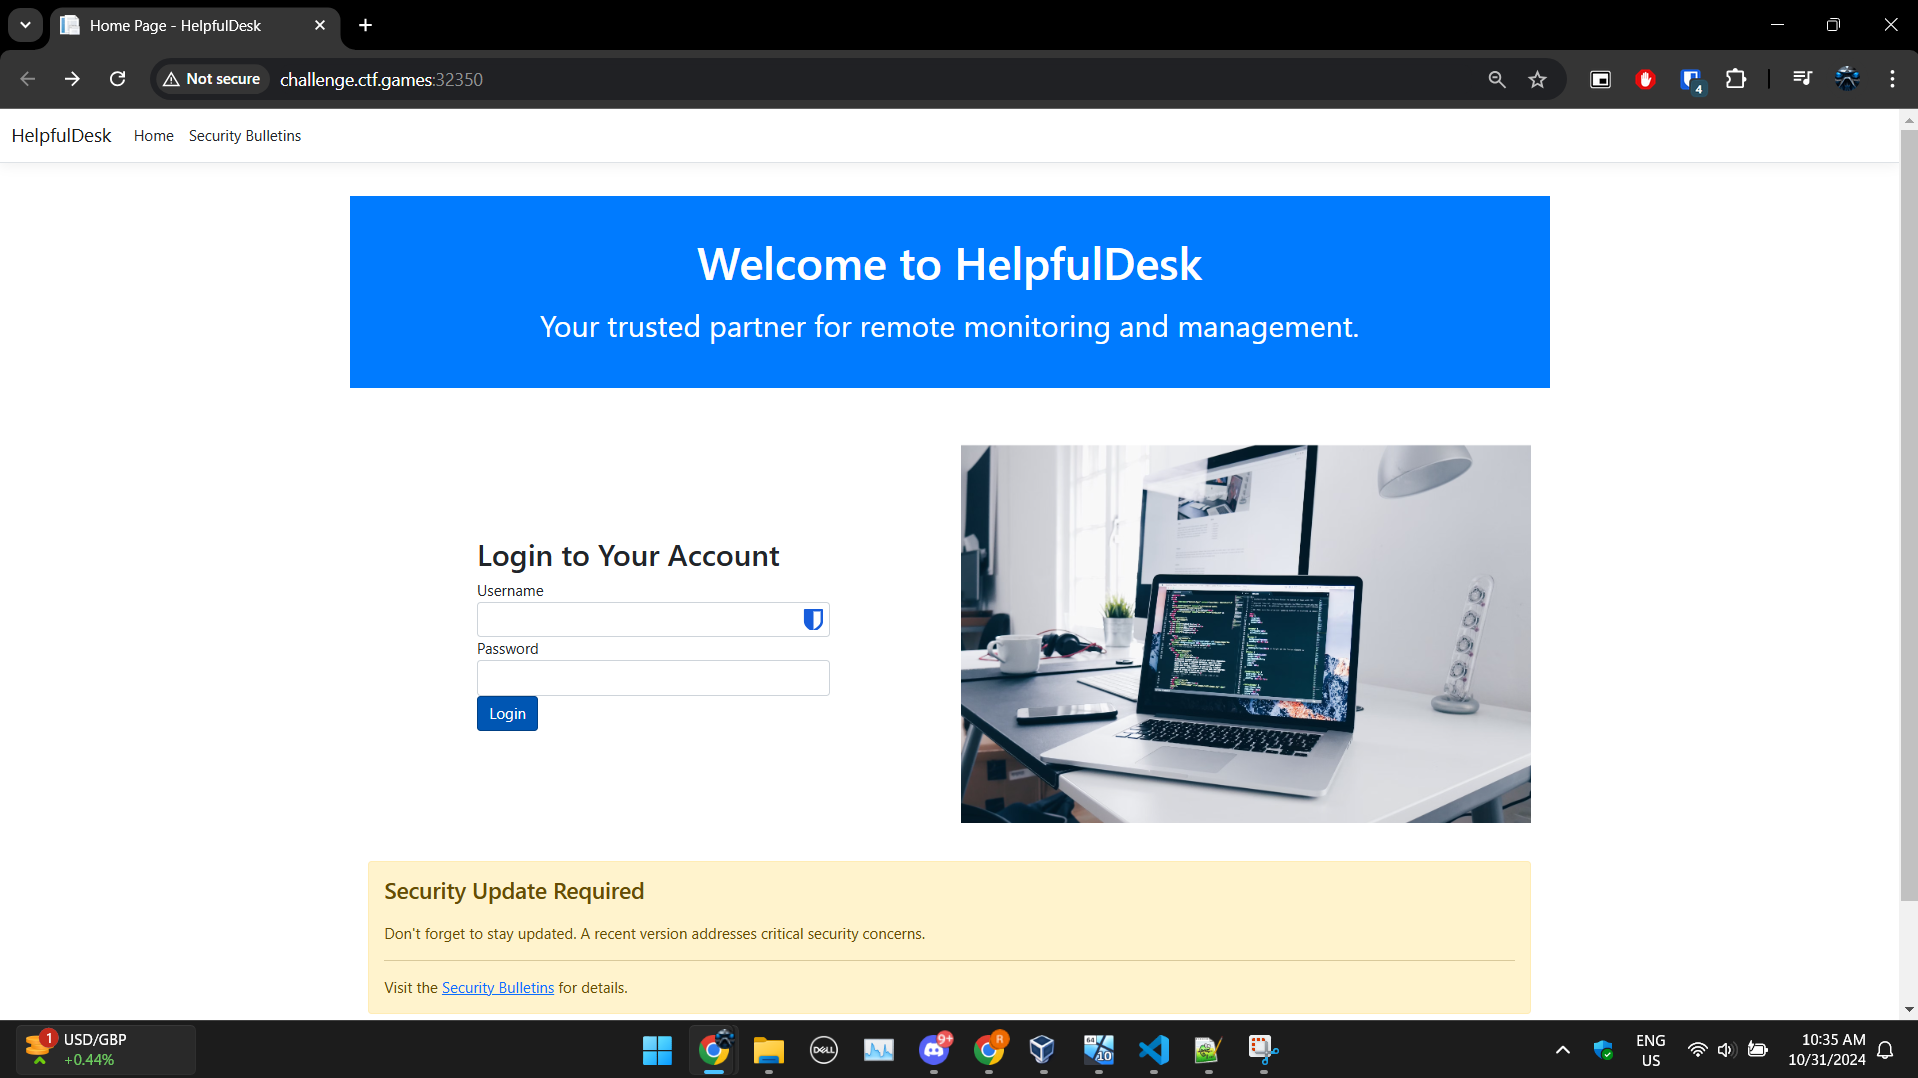 Home Page - HelpfulDesk
Not secure
challenge.ctf.games:32350
4
HelpfulDesk
Home
Security Bulletins
Welcome to HelpfulDesk
Your trusted partner for remote monitoring and management.
Login to Your Account
Username
Password
Login
Security Update Required
Don't forget to stay updated. A recent version addresses critical security concerns.
Visit the Security Bulletins for details.
1
USD/GBP
+0.44%
DELL
9+
R
64
10
ENG
US
10:35 AM
10/31/2024